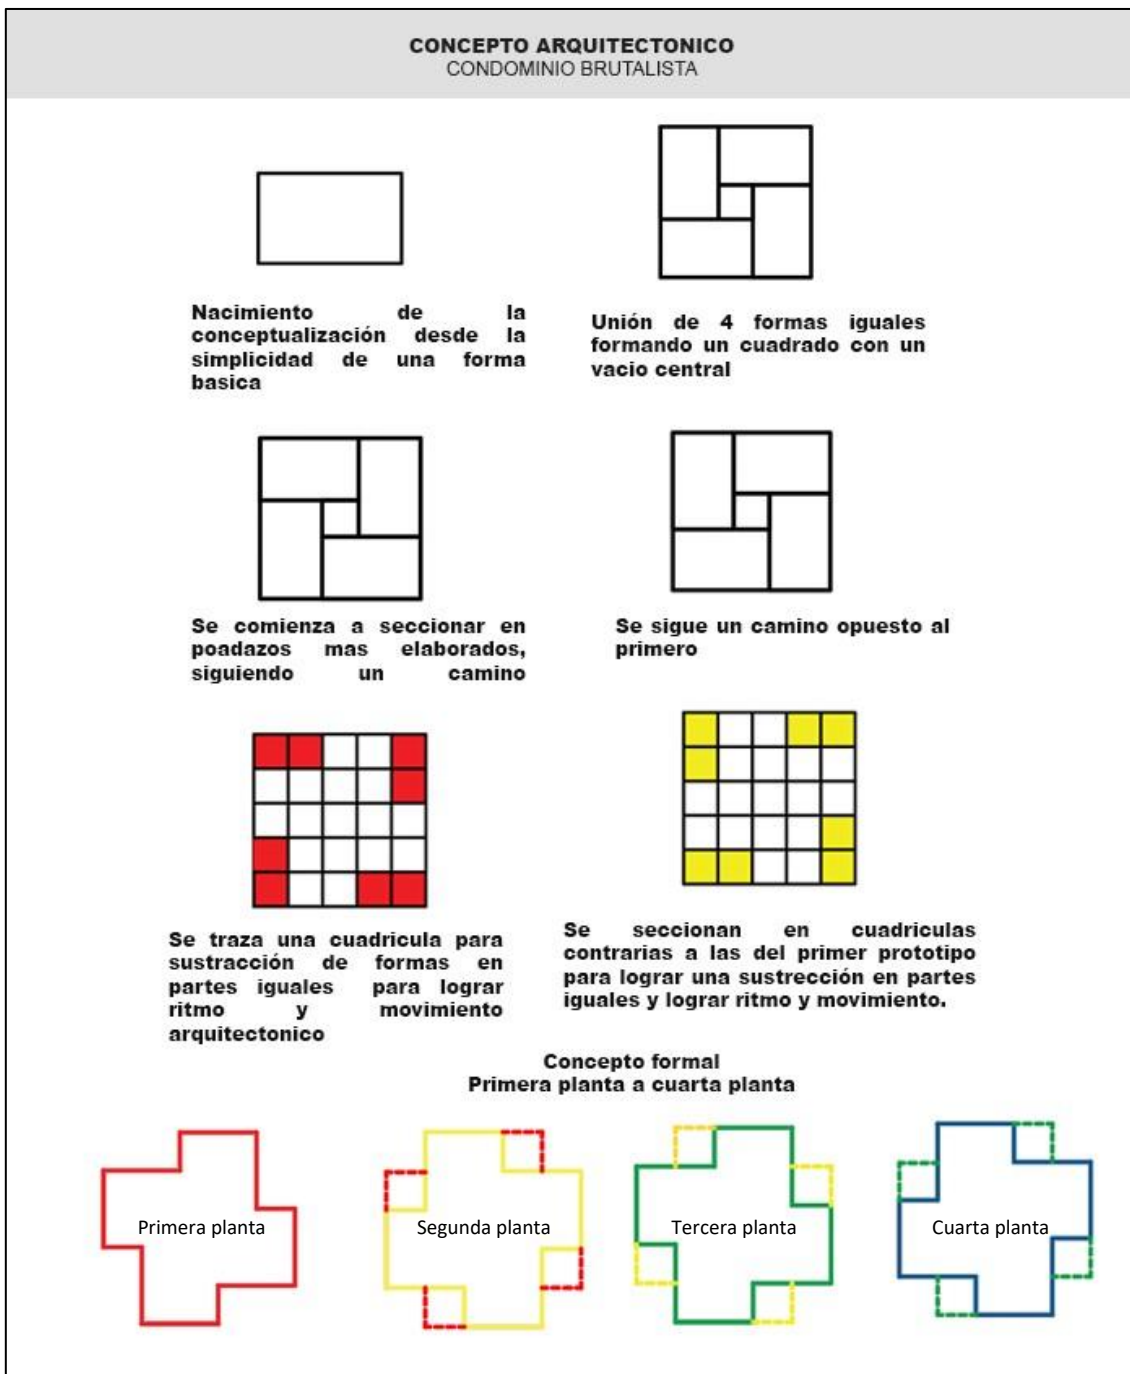 CONCEPTO ARQUITECTONICO
CONDOMINIO BRUTALISTA
Nacimiento de la
conceptualización desde la
simplicidad de una forma
basica
Unión de 4 formas iguales
formando un cuadrado con un
vacio central
Se comienza a seccionar en
poadazos mas elaborados,
siguiendo un camino
Se sigue un camino opuesto al
primero
Se traza una cuadricula para
sustracción de formas en
partes iguales para lograr
ritmo y movimiento
arquitectonico
Se seccionan en cuadriculas
contrarias a las del primer prototipo
para lograr una sustrección en partes
iguales y lograr ritmo y movimiento.
Concepto formal
Primera planta a cuarta planta
Primera planta
Segunda planta
Tercera planta
Cuarta planta